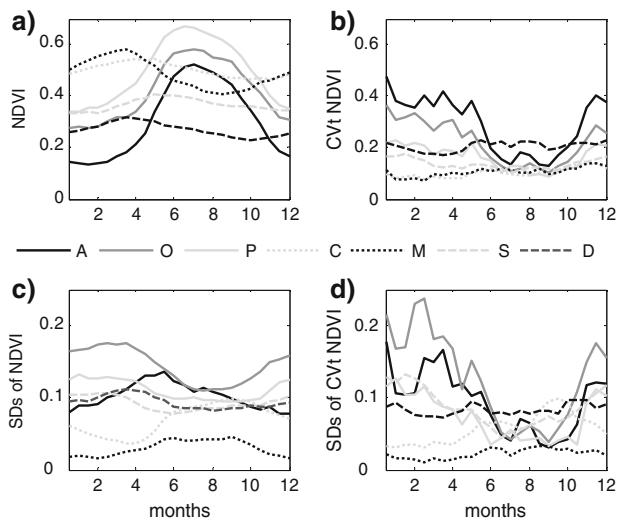 a)
NDVI
0.6
0.4
0.2
0
2 4 6 8 10 12
b)
CVt NDVI
0.6
0.4
0.2
0
2 4 6 8 10 12
A O P C M S D
c)
SDs of NDVI
0.2
0.1
0
2 4 6 8 10 12
months
d)
SDs of CVt NDVI
0.2
0.1
0
2 4 6 8 10 12
months